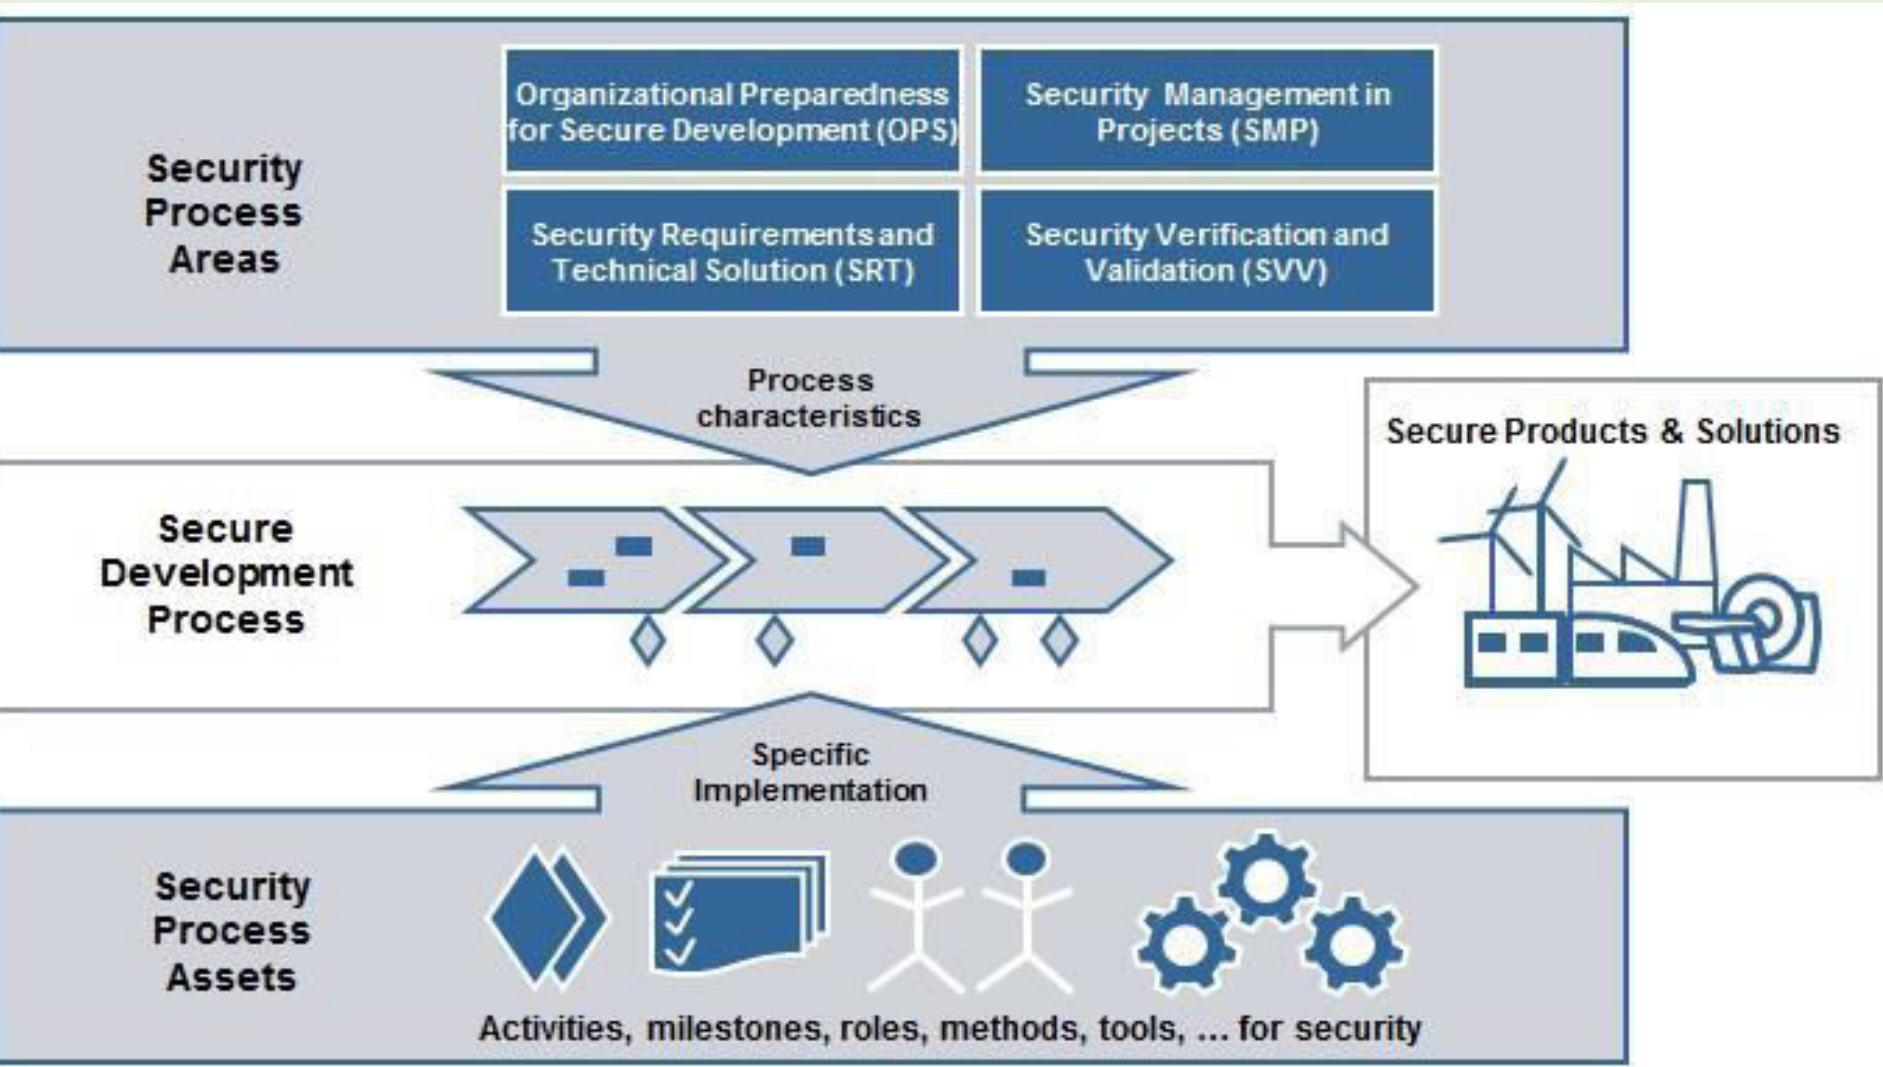 Organizational Preparedness
for Secure Development (OPS)
Security Management in
Projects (SMP)
Security
Process
Areas
Security Requirements and
Technical Solution (SRT)
Security Verification and
Validation (SVV)
Process
characteristics
Secure Products & Solutions
Secure
Development
Process
Specific
Implementation
Security
Process
Assets
Activities, milestones, roles, methods, tools, ... for security